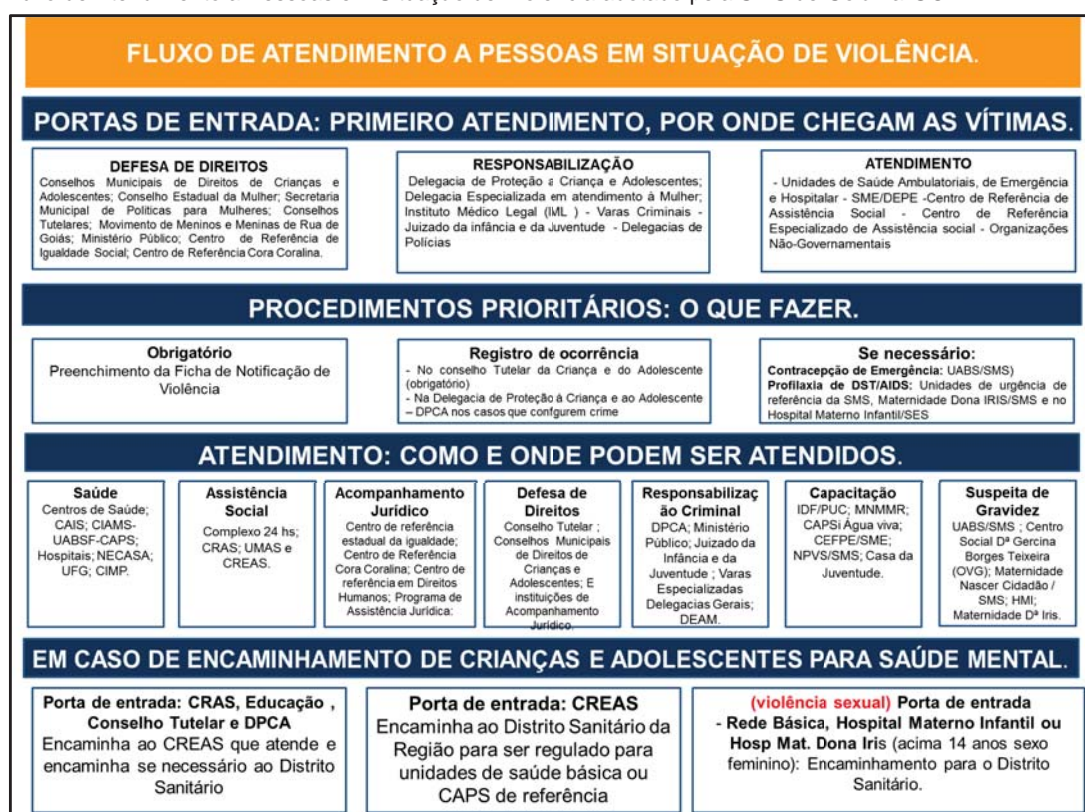 FLUXO DE ATENDIMENTO A PESSOAS EM SITUAÇÃO DE VIOLÊNCIA.
PORTAS DE ENTRADA: PRIMEIRO ATENDIMENTO, POR ONDE CHEGAM AS VÍTIMAS.
DEFESA DE DIREITOS
Conselhos Municipais de Direitos de Crianças e
Adolescentes; Conselho Estadual da Mulher; Secretaria
Municipal de Politicas para Mulheres; Conselhos
Tutelares; Movimento de Meninos e Meninas de Rua de
Goiás; Ministério Público; Centro de Referência de
Igualdade Social; Centro de Referência Cora Coralina.
RESPONSABILIZAÇÃO
Delegacia de Proteção a Criança e Adolescentes;
Delegacia Especializada em atendimento à Mulher;
Instituto Médico Legal (IML ) - Varas Criminais -
Juizado da infância e da Juventude - Delegacias de
Polícias
ATENDIMENTO
- Unidades de Saúde Ambulatoriais, de Emergência
e Hospitalar - SME/DEPE -Centro de Referência de
Assistência Social - Centro de Referência
Especializado de Assistência social - Organizações
Não-Governamentais
PROCEDIMENTOS PRIORITÁRIOS: O QUE FAZER.
Obrigatório
Preenchimento da Ficha de Notificação de
Violência
Registro de ocorrência
- No conselho Tutelar da Criança e do Adolescente
(obrigatório)
- Na Delegacia de Proteção á Criança e ao Adolescente
– DPCA nos casos que configurem crime
Se necessário:
Contracepção de Emergência: UABS/SMS)
Profilaxia de DST/AIDS: Unidades de urgência de
referência da SMS, Maternidade Dona IRIS/SMS e no
Hospital Materno Infantil/SES
ATENDIMENTO: COMO E ONDE PODEM SER ATENDIDOS.
Saúde
Centros de Saúde;
CAIS; CIAMS-
UABSF-CAPS;
Hospitais; NECASA;
UFG; CIMP.
Assistência
Social
Complexo 24 hs;
CRAS; UMAS e
CREAS.
Acompanhamento
Jurídico
Centro de referência
estadual da igualdade;
Centro de Referência
Cora Coralina; Centro de
referência em Direitos
Humanos; Programa de
Assistência Jurídica:
Defesa de
Direitos
Conselho Tutelar ;
Conselhos Municipais
de Direitos de
Crianças e
Adolescentes; E
instituições de
Acompanhamento
Jurídico.
Responsabilizaç
ão Criminal
DPCA; Ministério
Público; Juizado da
Infância e da
Juventude ; Varas
Especializadas
Delegacias Gerais;
DEAM.
Capacitação
IDF/PUC; MNMMR;
CAPSi Água viva;
CEFPE/SME;
NPVS/SMS; Casa da
Juventude.
Suspeita de
Gravidez
UABS/SMS ; Centro
Social Dª Gercina
Borges Teixeira
(OVG); Maternidade
Nascer Cidadão /
SMS; HMI;
Maternidade Dª Iris.
EM CASO DE ENCAMINHAMENTO DE CRIANÇAS E ADOLESCENTES PARA SAÚDE MENTAL.
Porta de entrada: CRAS, Educação ,
Conselho Tutelar e DPCA
Encaminha ao CREAS que atende e
encaminha se necessário ao Distrito
Sanitário
Porta de entrada: CREAS
Encaminha ao Distrito Sanitário da
Região para ser regulado para
unidades de saúde básica ou
CAPS de referência
(violência sexual) Porta de entrada
- Rede Básica, Hospital Materno Infantil ou
Hosp Mat. Dona Iris (acima 14 anos sexo
feminino): Encaminhamento para o Distrito
Sanitário.